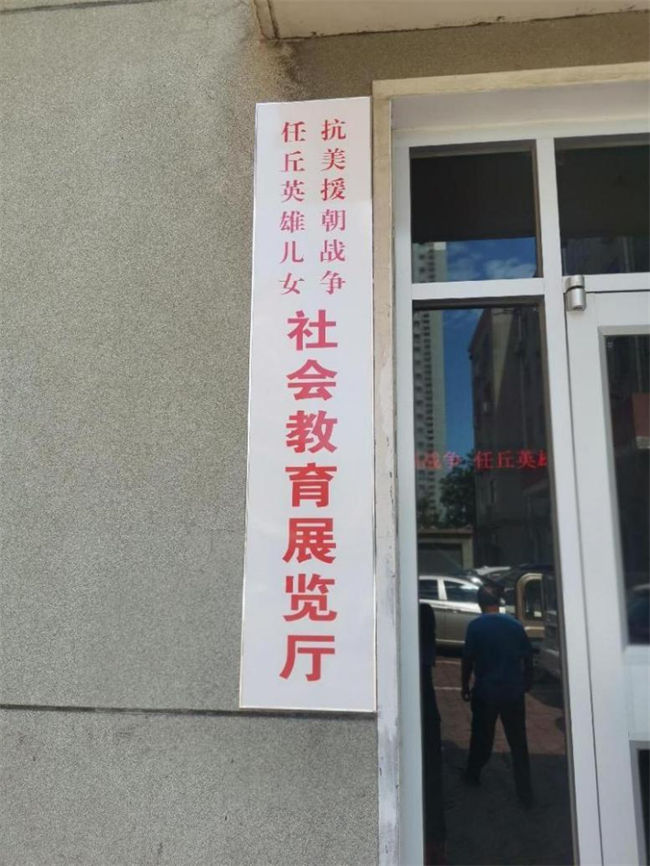 抗美援朝战争
任丘英雄儿女
社会教育展览厅
战争 任丘英雄